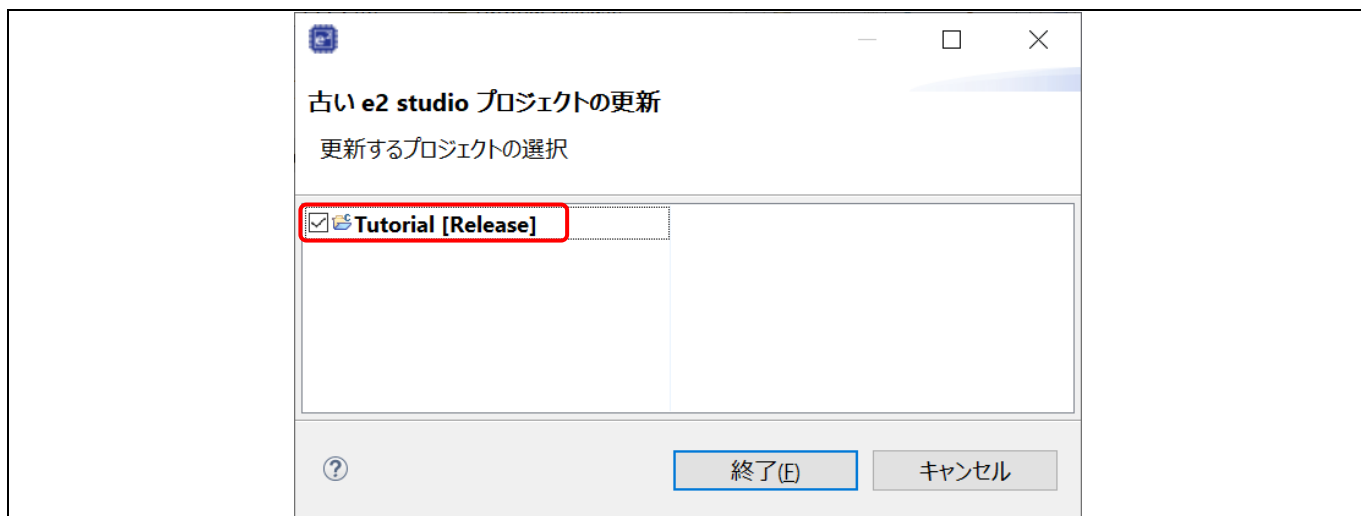 古い e2 studio プロジェクトの更新
更新するプロジェクトの選択
Tutorial [Release]
終了(F)
キャンセル